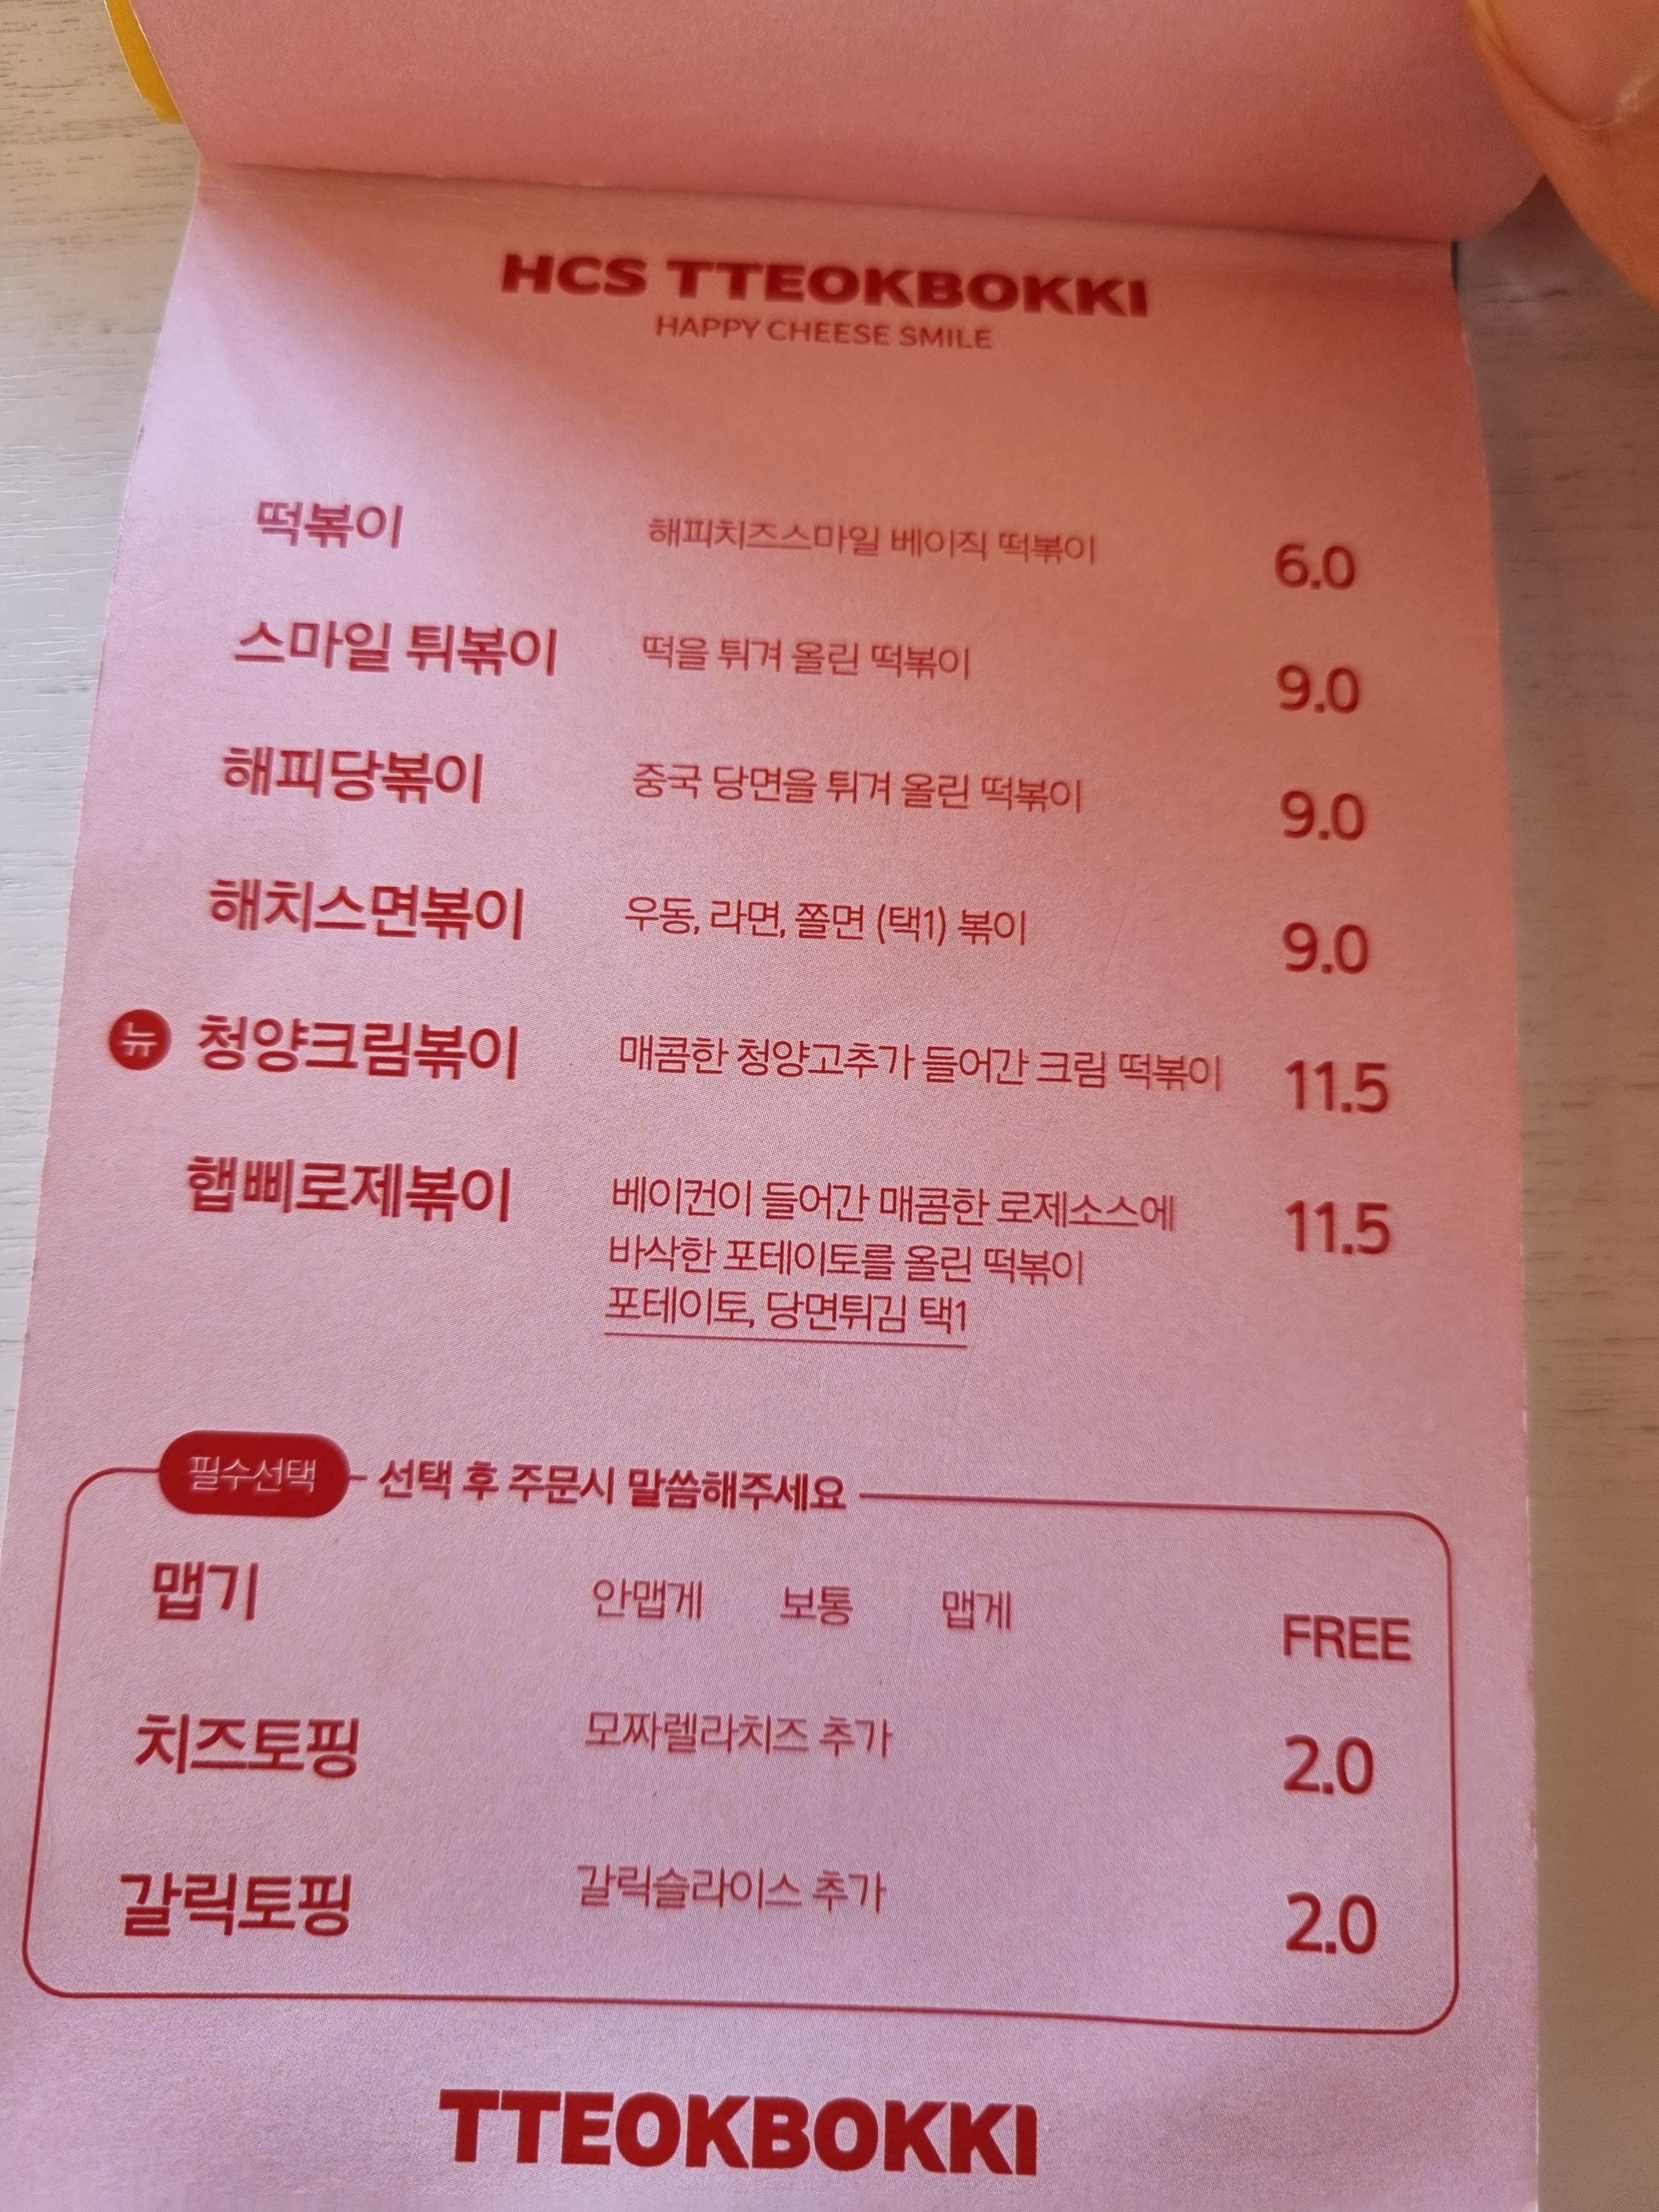 HCS TTEOKBOKKI
HAPPY CHEESE SMILE
떡볶이 해피치즈스마일 베이직 떡볶이 6.0
스마일 튀볶이 떡을 튀겨 올린 떡볶이 9.0
해피당볶이 중국 당면을 튀겨 올린 떡볶이 9.0
해치스면볶이 우동, 라면, 쫄면 (택1) 볶이 9.0
뉴 청양크림볶이 매콤한 청양고추가 들어간 크림 떡볶이 11.5
햅삐로제볶이 베이컨이 들어간 매콤한 로제소스에 11.5
바삭한 포테이토를 올린 떡볶이
포테이토, 당면튀김 택1
필수선택 선택 후 주문시 말씀해주세요
맵기 안맵게 보통 맵게 FREE
치즈토핑 모짜렐라치즈 추가 2.0
갈릭토핑 갈릭슬라이스 추가 2.0
TTEOKBOKKI